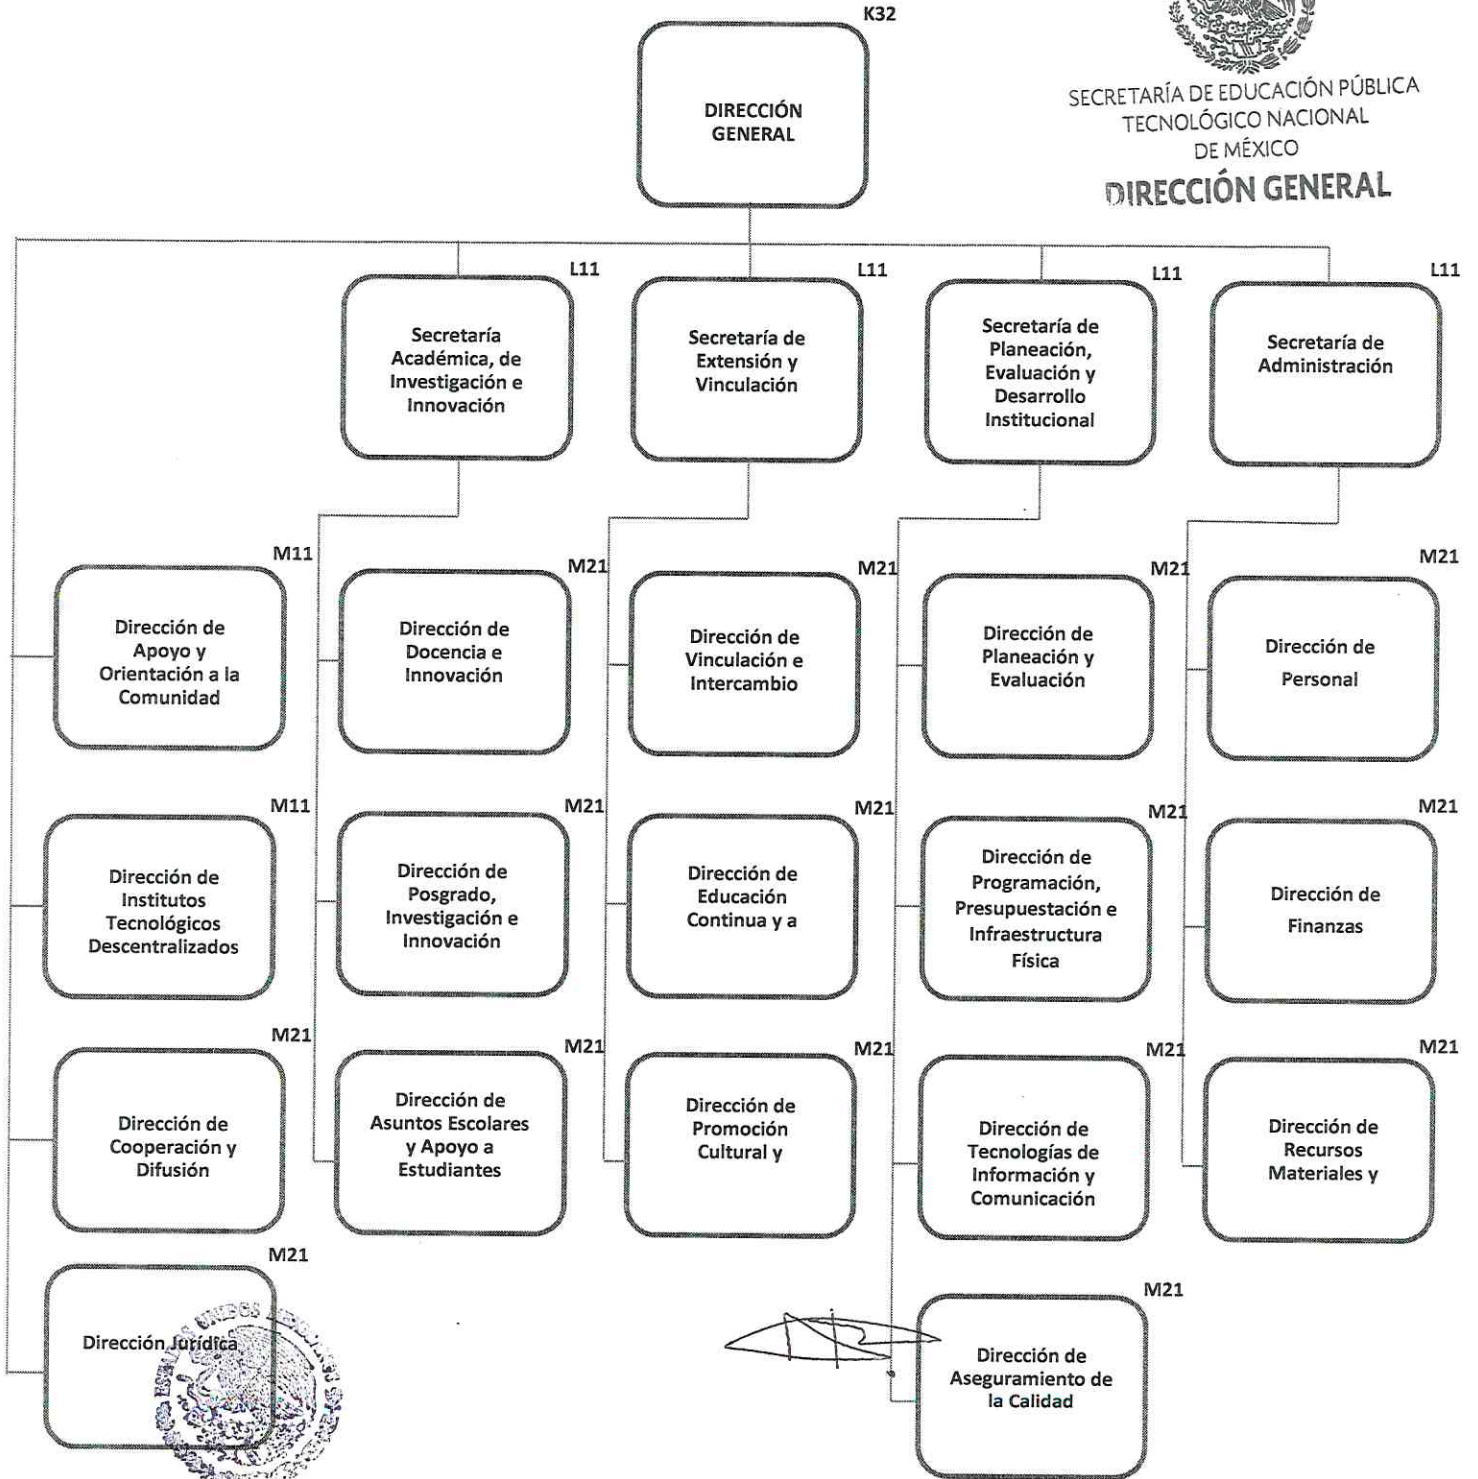 K32
DIRECCIÓN
GENERAL
SECRETARÍA DE EDUCACIÓN PÚBLICA
TECNOLÓGICO NACIONAL
DE MÉXICO
DIRECCIÓN GENERAL
L11
Secretaría
Académica, de
Investigación e
Innovación
L11
Secretaría de
Extensión y
Vinculación
L11
Secretaría de
Planeación,
Evaluación y
Desarrollo
Institucional
L11
Secretaría de
Administración
M11
Dirección de
Apoyo y
Orientación a la
Comunidad
M21
Dirección de
Docencia e
Innovación
M21
Dirección de
Vinculación e
Intercambio
M21
Dirección de
Planeación y
Evaluación
M21
Dirección de
Personal
M11
Dirección de
Institutos
Tecnológicos
Descentralizados
M21
Dirección de
Posgrado,
Investigación e
Innovación
M21
Dirección de
Educación
Continua y a
M21
Dirección de
Programación,
Presupuestación e
Infraestructura
Física
M21
Dirección de
Finanzas
M21
Dirección de
Cooperación y
Difusión
M21
Dirección de
Asuntos Escolares
y Apoyo a
Estudiantes
M21
Dirección de
Promoción
Cultural y
M21
Dirección de
Tecnologías de
Información y
Comunicación
M21
Dirección de
Recursos
Materiales y
M21
Dirección Jurídica
M21
Dirección de
Aseguramiento de
la Calidad